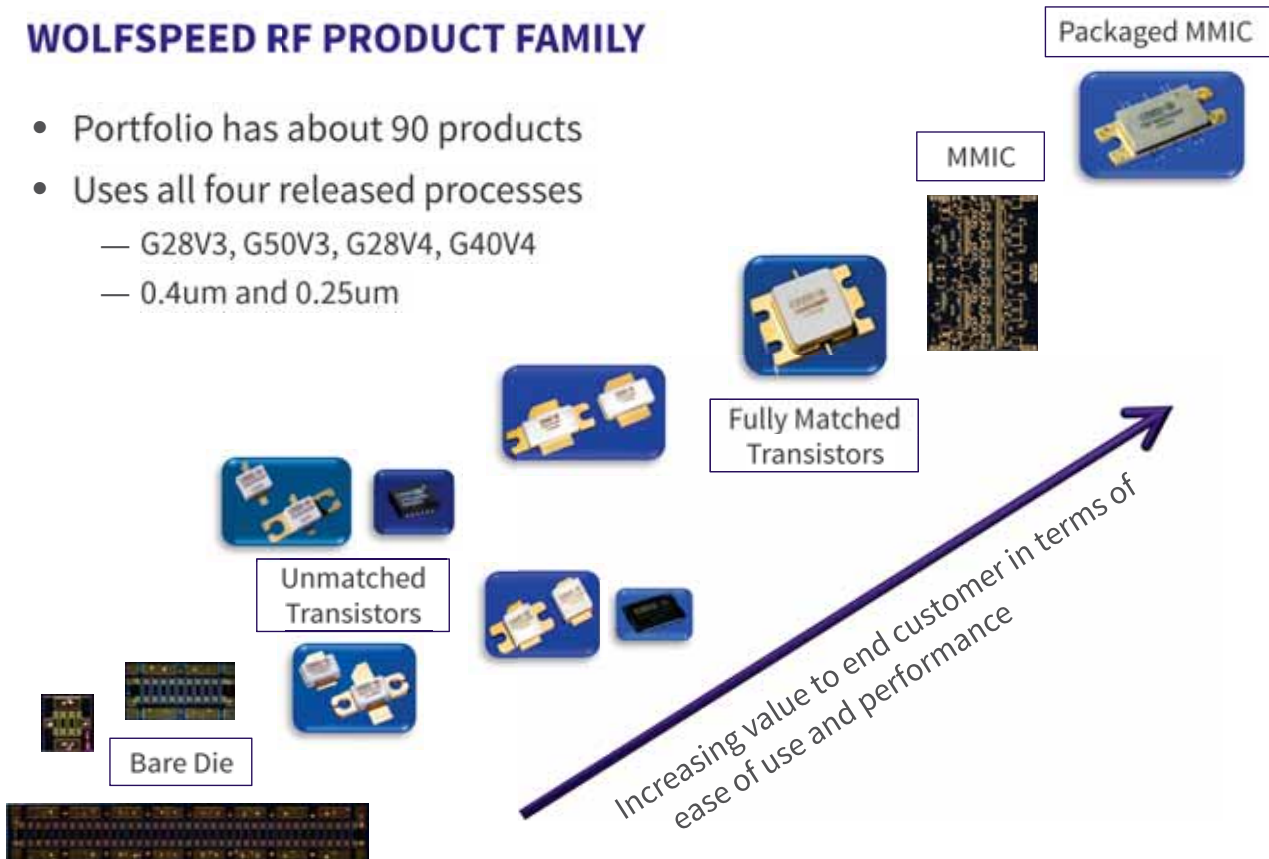 WOLFSPEED RF PRODUCT FAMILY
• Portfolio has about 90 products
• Uses all four released processes
— G28V3, G50V3, G28V4, G40V4
— 0.4um and 0.25um
Packaged MMIC
MMIC
Fully Matched
Transistors
Unmatched
Transistors
Bare Die
Increasing value to end customer in terms of
ease of use and performance